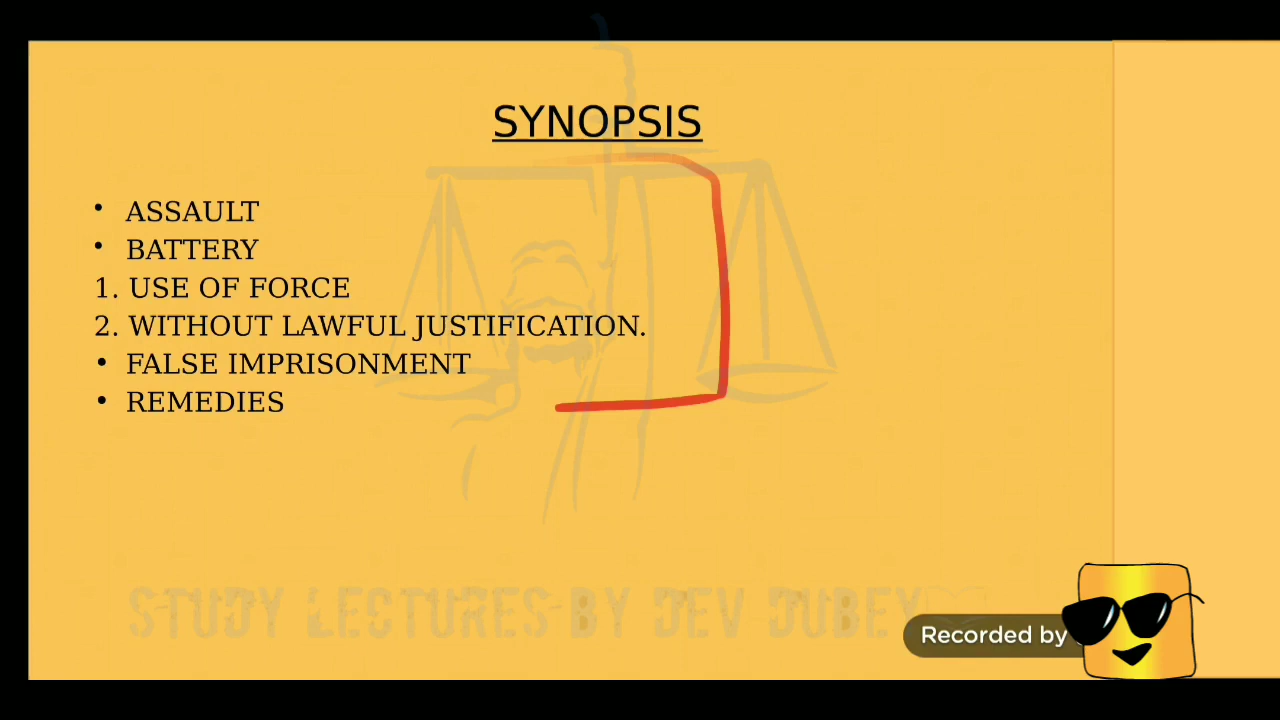 SYNOPSIS
• ASSAULT
• BATTERY
1. USE OF FORCE
2. WITHOUT LAWFUL JUSTIFICATION.
• FALSE IMPRISONMENT
• REMEDIES
STUDY LECTURES BY DEV DUBEY
Recorded by